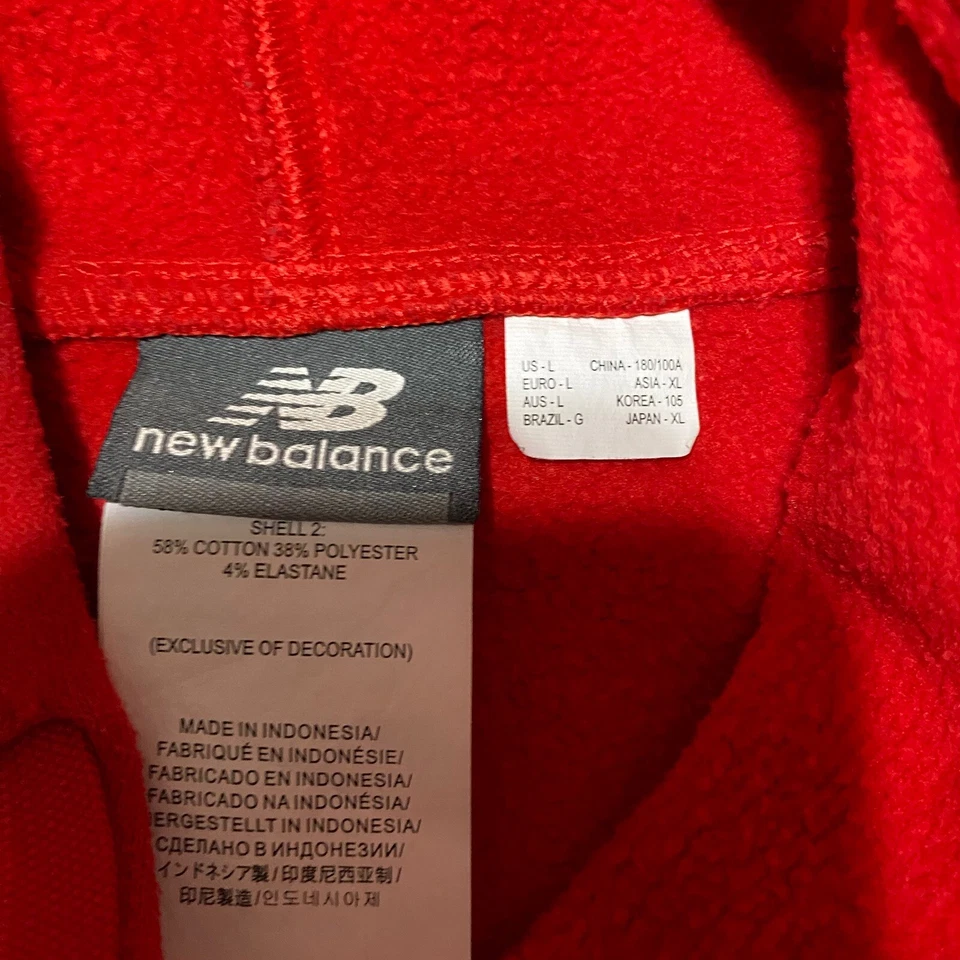 NB
new balance
US - L CHINA - 180/100A
EURO - L ASIA - XL
AUS - L KOREA - 105
BRAZIL - G JAPAN - XL
SHELL 2:
58% COTTON 38% POLYESTER
4% ELASTANE
(EXCLUSIVE OF DECORATION)
MADE IN INDONESIA/
FABRIQUÉ EN INDONÉSIE/
FABRICADO EN INDONESIA/
FABRICADO NA INDONÉSIA/
ERGESTELLT IN INDONESIA/
СДЕЛАНО В ИНДОНЕЗИИ/
インドネシア製/印度尼西亚制/
印尼製造/인도네시아제